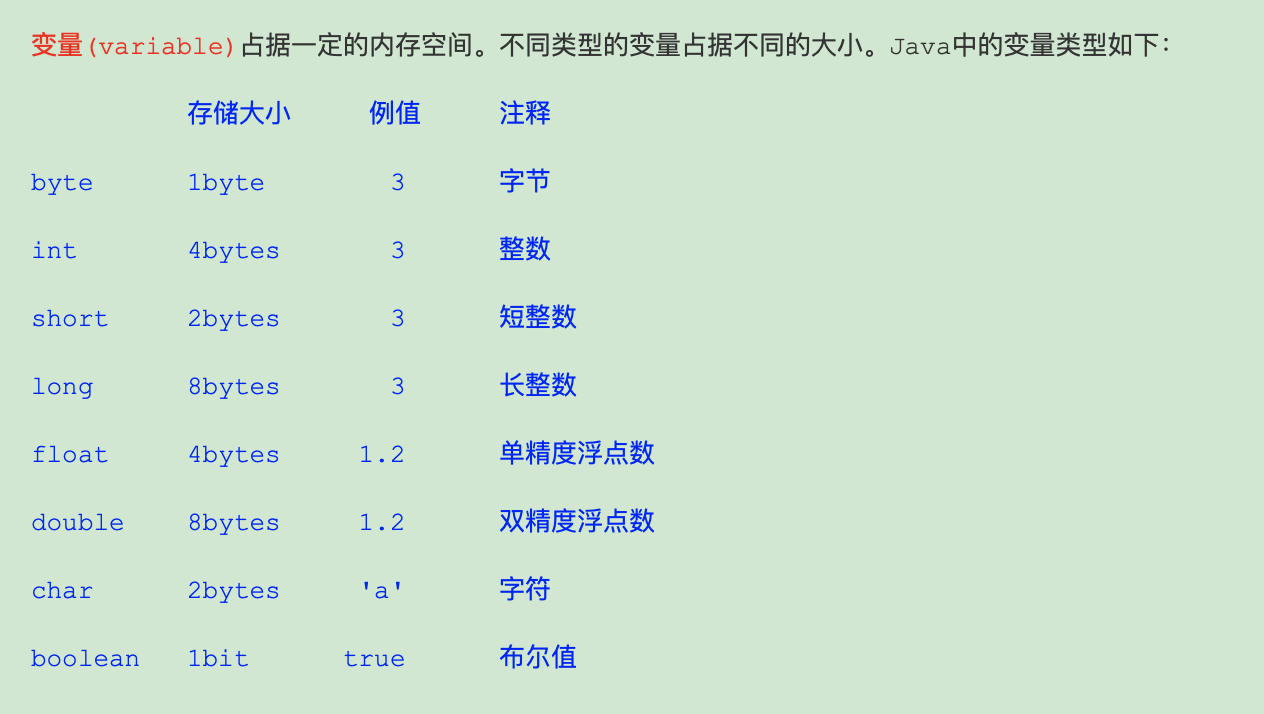 变量(variable)占据一定的内存空间。不同类型的变量占据不同的大小。Java中的变量类型如下:
存储大小 例值 注释
byte 1byte 3 字节
int 4bytes 3 整数
short 2bytes 3 短整数
long 8bytes 3 长整数
float 4bytes 1.2 单精度浮点数
double 8bytes 1.2 双精度浮点数
char 2bytes 'a' 字符
boolean 1bit true 布尔值